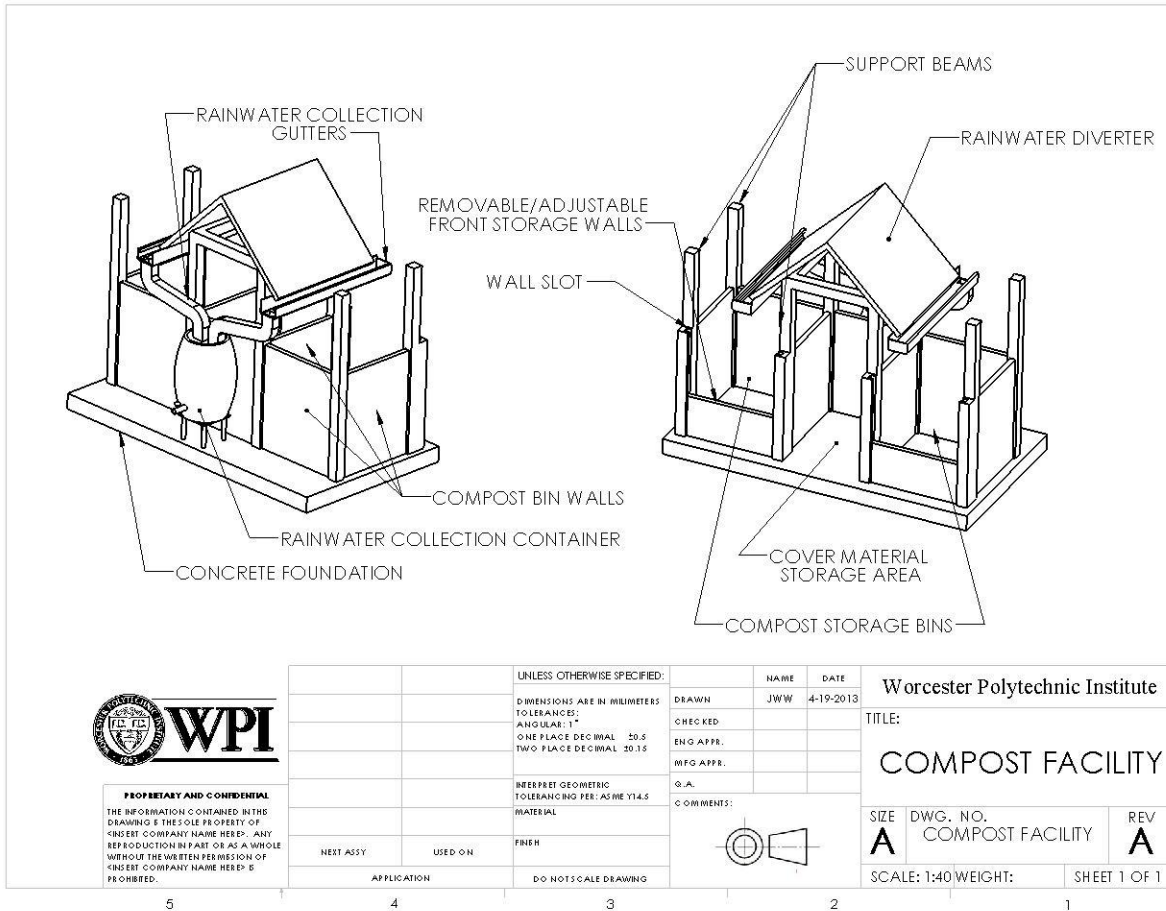 SUPPORT BEAMS
RAINWATER COLLECTION
GUTTERS
RAINWATER DIVERTER
REMOVABLE/ADJUSTABLE
FRONT STORAGE WALLS
WALL SLOT
COMPOST BIN WALLS
RAINWATER COLLECTION CONTAINER
CONCRETE FOUNDATION
COVER MATERIAL
STORAGE AREA
COMPOST STORAGE BINS
WORCESTER POLYTECHNIC INSTITUTE
1865
WPI
PROPRIETARY AND CONFIDENTIAL
THE INFORMATION CONTAINED IN THIS
DRAWING IS THE SOLE PROPERTY OF
<INSERT COMPANY NAME HERE>. ANY
REPRODUCTION IN PART OR AS A WHOLE
WITHOUT THE WRITTEN PERMISSION OF
<INSERT COMPANY NAME HERE> IS
PROHIBITED.
NEXT ASSY
USED ON
APPLICATION
UNLESS OTHERWISE SPECIFIED:
DIMENSIONS ARE IN MILIMETERS
TOLERANCES:
ANGULAR: 1°
ONE PLACE DECIMAL ±0.5
TWO PLACE DECIMAL ±0.15
INTERPRET GEOMETRIC
TOLERANCING PER: ASME Y14.5
MATERIAL
FINISH
DO NOT SCALE DRAWING
NAME
DATE
DRAWN
JWW
4-19-2013
CHECKED
ENG APPR.
MFG APPR.
Q.A.
COMMENTS:
Worcester Polytechnic Institute
TITLE:
COMPOST FACILITY
SIZE
A
DWG. NO.
COMPOST FACILITY
REV
A
SCALE: 1:40
WEIGHT:
SHEET 1 OF 1
5
4
3
2
1